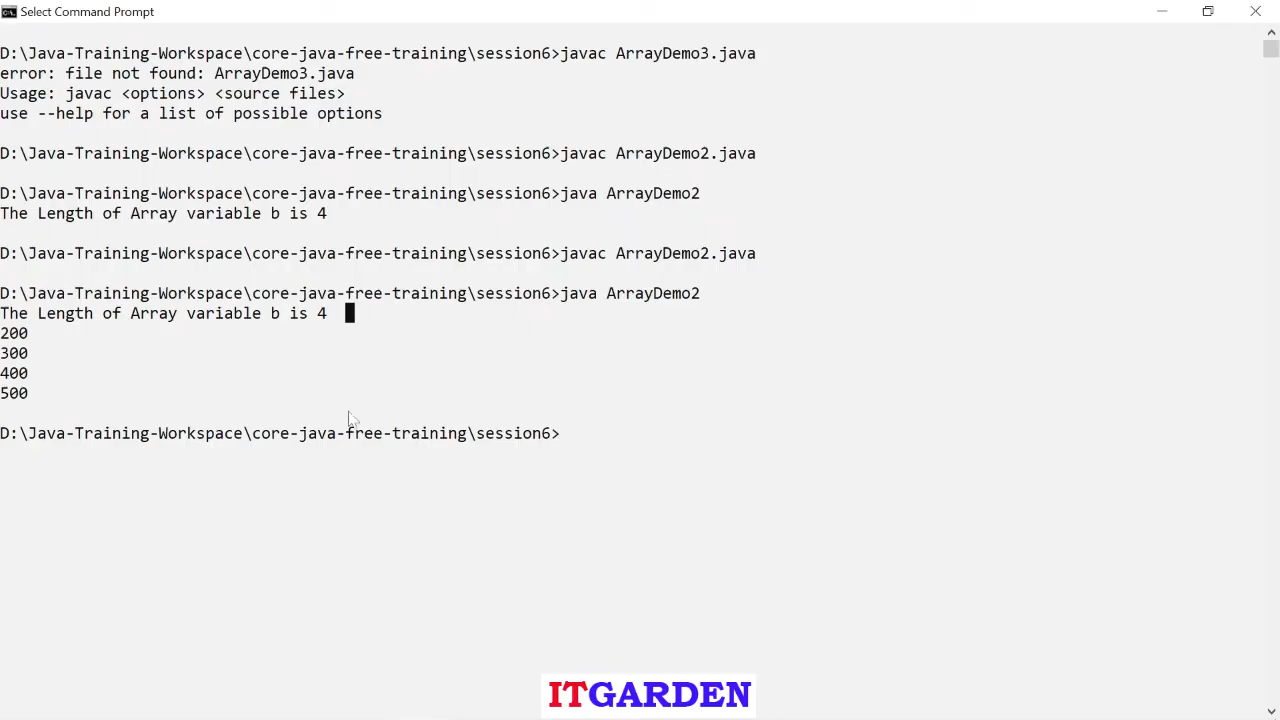 Select Command Prompt
D:\Java-Training-Workspace\core-java-free-training\session6>javac ArrayDemo3.java
error: file not found: ArrayDemo3.java
Usage: javac <options> <source files>
use --help for a list of possible options
D:\Java-Training-Workspace\core-java-free-training\session6>javac ArrayDemo2.java
D:\Java-Training-Workspace\core-java-free-training\session6>java ArrayDemo2
The Length of Array variable b is 4
D:\Java-Training-Workspace\core-java-free-training\session6>javac ArrayDemo2.java
D:\Java-Training-Workspace\core-java-free-training\session6>java ArrayDemo2
The Length of Array variable b is 4
200
300
400
500
D:\Java-Training-Workspace\core-java-free-training\session6>
ITGARDEN